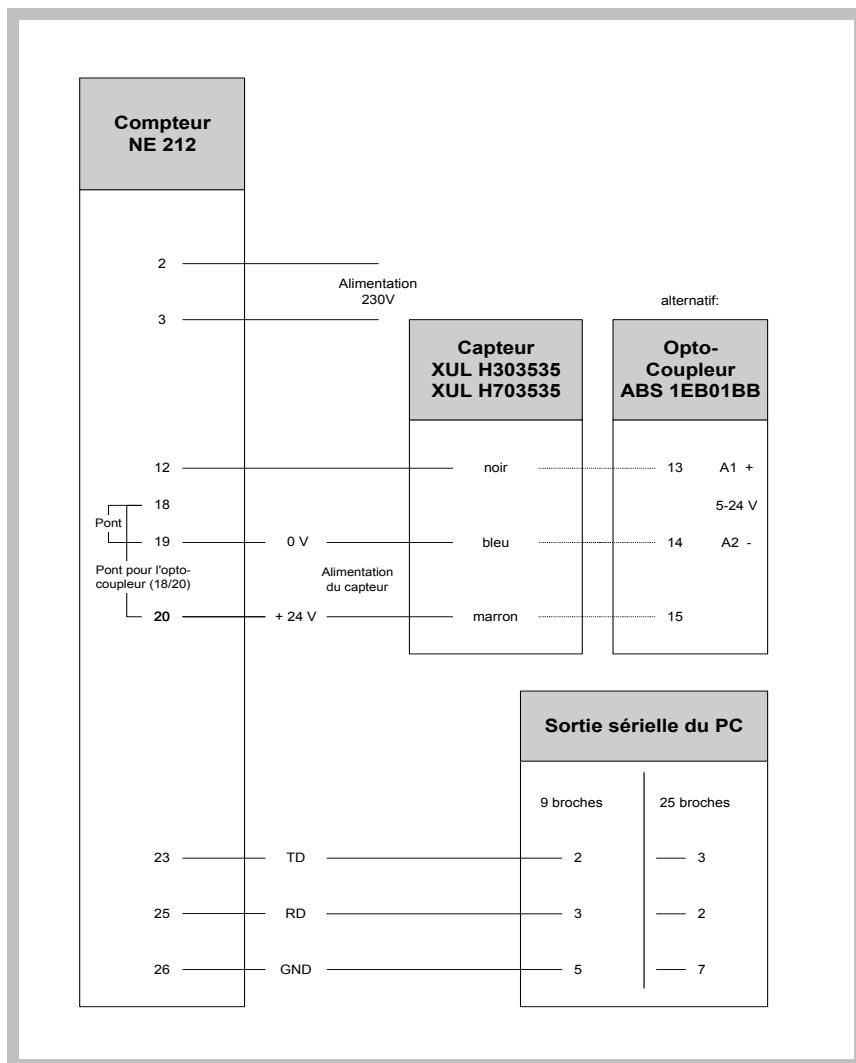 Compteur
NE 212
2
Alimentation
230V
3
alternatif:
Capteur
XUL H303535
XUL H703535
Opto-
Coupleur
ABS 1EB01BB
12 noir 13 A1 +
18 5-24 V
Pont
19 0 V bleu 14 A2 -
Pont pour l'opto-
coupleur (18/20)
Alimentation
du capteur
20 + 24 V marron 15
Sortie sérielle du PC
9 broches 25 broches
23 TD 2 3
25 RD 3 2
26 GND 5 7